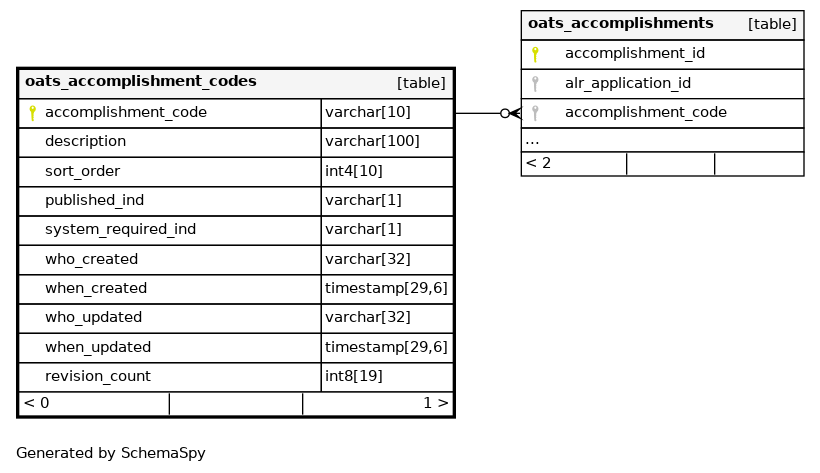 oats_accomplishments [table]
accomplishment_id
alr_application_id
accomplishment_code
...
< 2
oats_accomplishment_codes [table]
accomplishment_code varchar[10]
description varchar[100]
sort_order int4[10]
published_ind varchar[1]
system_required_ind varchar[1]
who_created varchar[32]
when_created timestamp[29,6]
who_updated varchar[32]
when_updated timestamp[29,6]
revision_count int8[19]
< 0 1 >
Generated by SchemaSpy